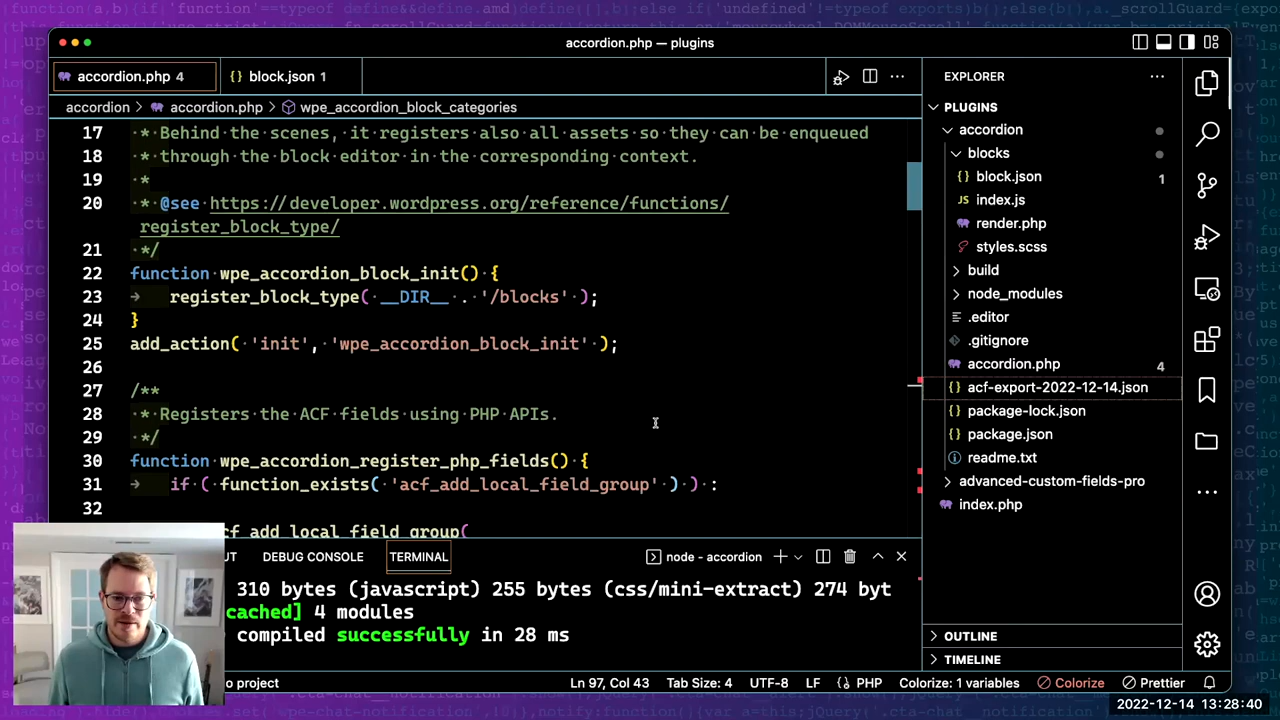 accordion.php — plugins
accordion.php 4
block.json 1
accordion > accordion.php > wpe_accordion_block_categories
17 * Behind the scenes, it registers also all assets so they can be enqueued
18 * through the block editor in the corresponding context.
19 *
20 * @see https://developer.wordpress.org/reference/functions/
register_block_type/
21 */
22 function wpe_accordion_block_init() {
23 register_block_type( __DIR__ . '/blocks' );
24 }
25 add_action( 'init', 'wpe_accordion_block_init' );
26
27 /**
28 * Registers the ACF fields using PHP APIs.
29 */
30 function wpe_accordion_register_php_fields() {
31 if ( function_exists( 'acf_add_local_field_group' ) ) :
32
acf_add_local_field_group(
DEBUG CONSOLE
TERMINAL
node - accordion
310 bytes (javascript) 255 bytes (css/mini-extract) 274 byt
cached] 4 modules
compiled successfully in 28 ms
EXPLORER
PLUGINS
accordion
blocks
block.json 1
index.js
render.php
styles.scss
build
node_modules
.editor
.gitignore
accordion.php 4
acf-export-2022-12-14.json
package-lock.json
package.json
readme.txt
advanced-custom-fields-pro
index.php
OUTLINE
TIMELINE
o project
Ln 97, Col 43
Tab Size: 4
UTF-8
LF
PHP
Colorize: 1 variables
Colorize
Prettier
2022-12-14 13:28:40